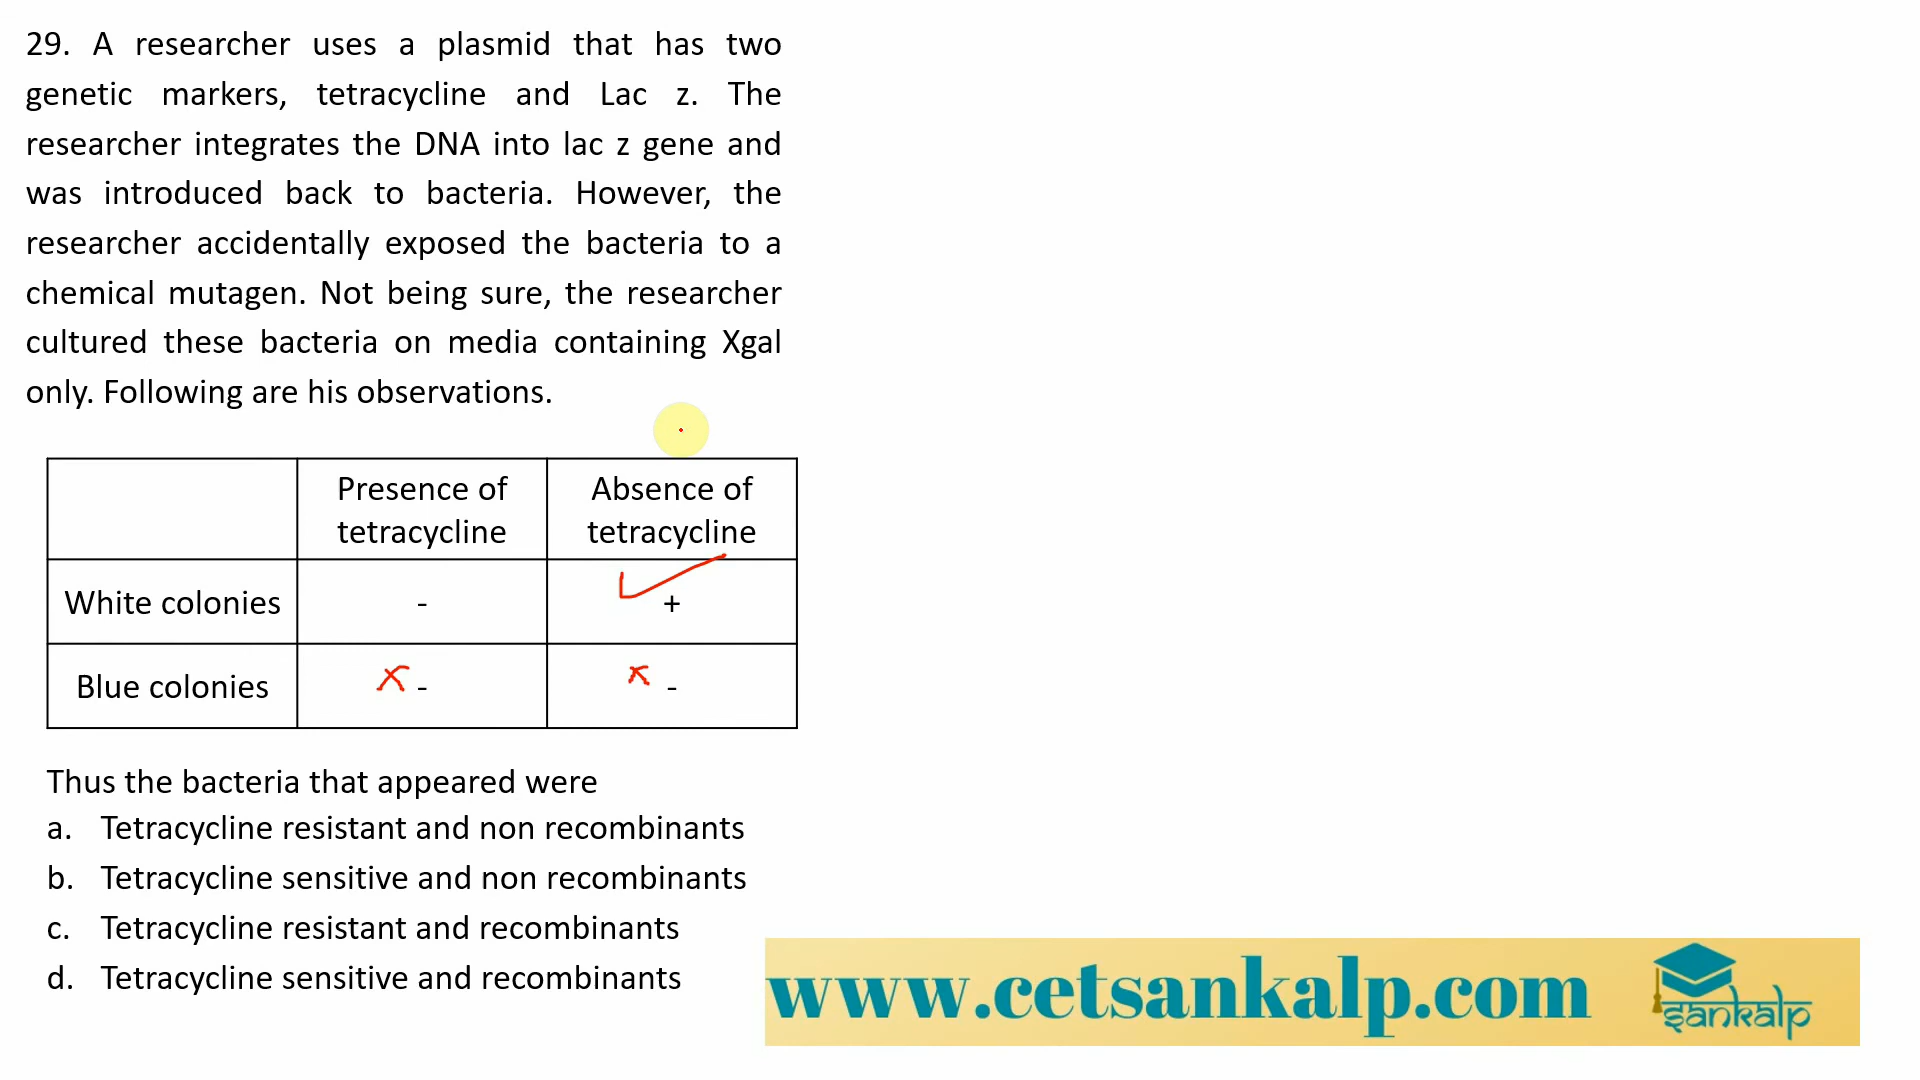 29. A researcher uses a plasmid that has two
genetic markers, tetracycline and Lac z. The
researcher integrates the DNA into lac z gene and
was introduced back to bacteria. However, the
researcher accidentally exposed the bacteria to a
chemical mutagen. Not being sure, the researcher
cultured these bacteria on media containing Xgal
only. Following are his observations.
Presence of
tetracycline
Absence of
tetracycline
White colonies - +
Blue colonies - -
Thus the bacteria that appeared were
a. Tetracycline resistant and non recombinants
b. Tetracycline sensitive and non recombinants
c. Tetracycline resistant and recombinants
d. Tetracycline sensitive and recombinants
www.cetsankalp.com
sankalp